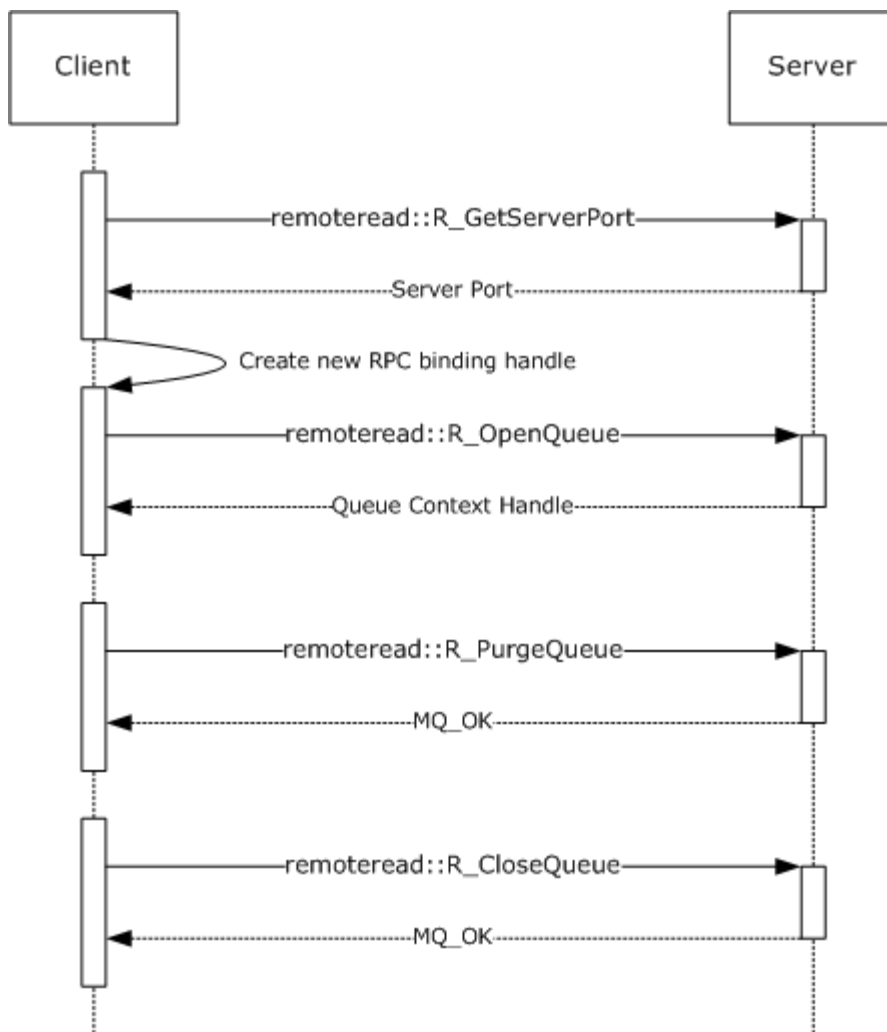 Client
Server
remoteread::R_GetServerPort
Server Port
Create new RPC binding handle
remoteread::R_OpenQueue
Queue Context Handle
remoteread::R_PurgeQueue
MQ_OK
remoteread::R_CloseQueue
MQ_OK